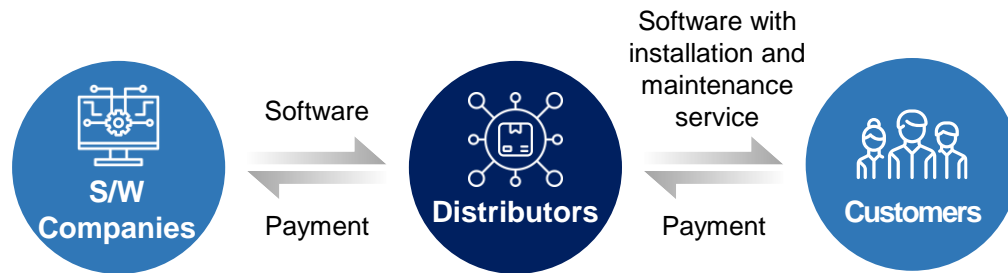 Software with
installation and
maintenance
service
Software
S/W
Companies
Distributors
Customers
Payment
Payment